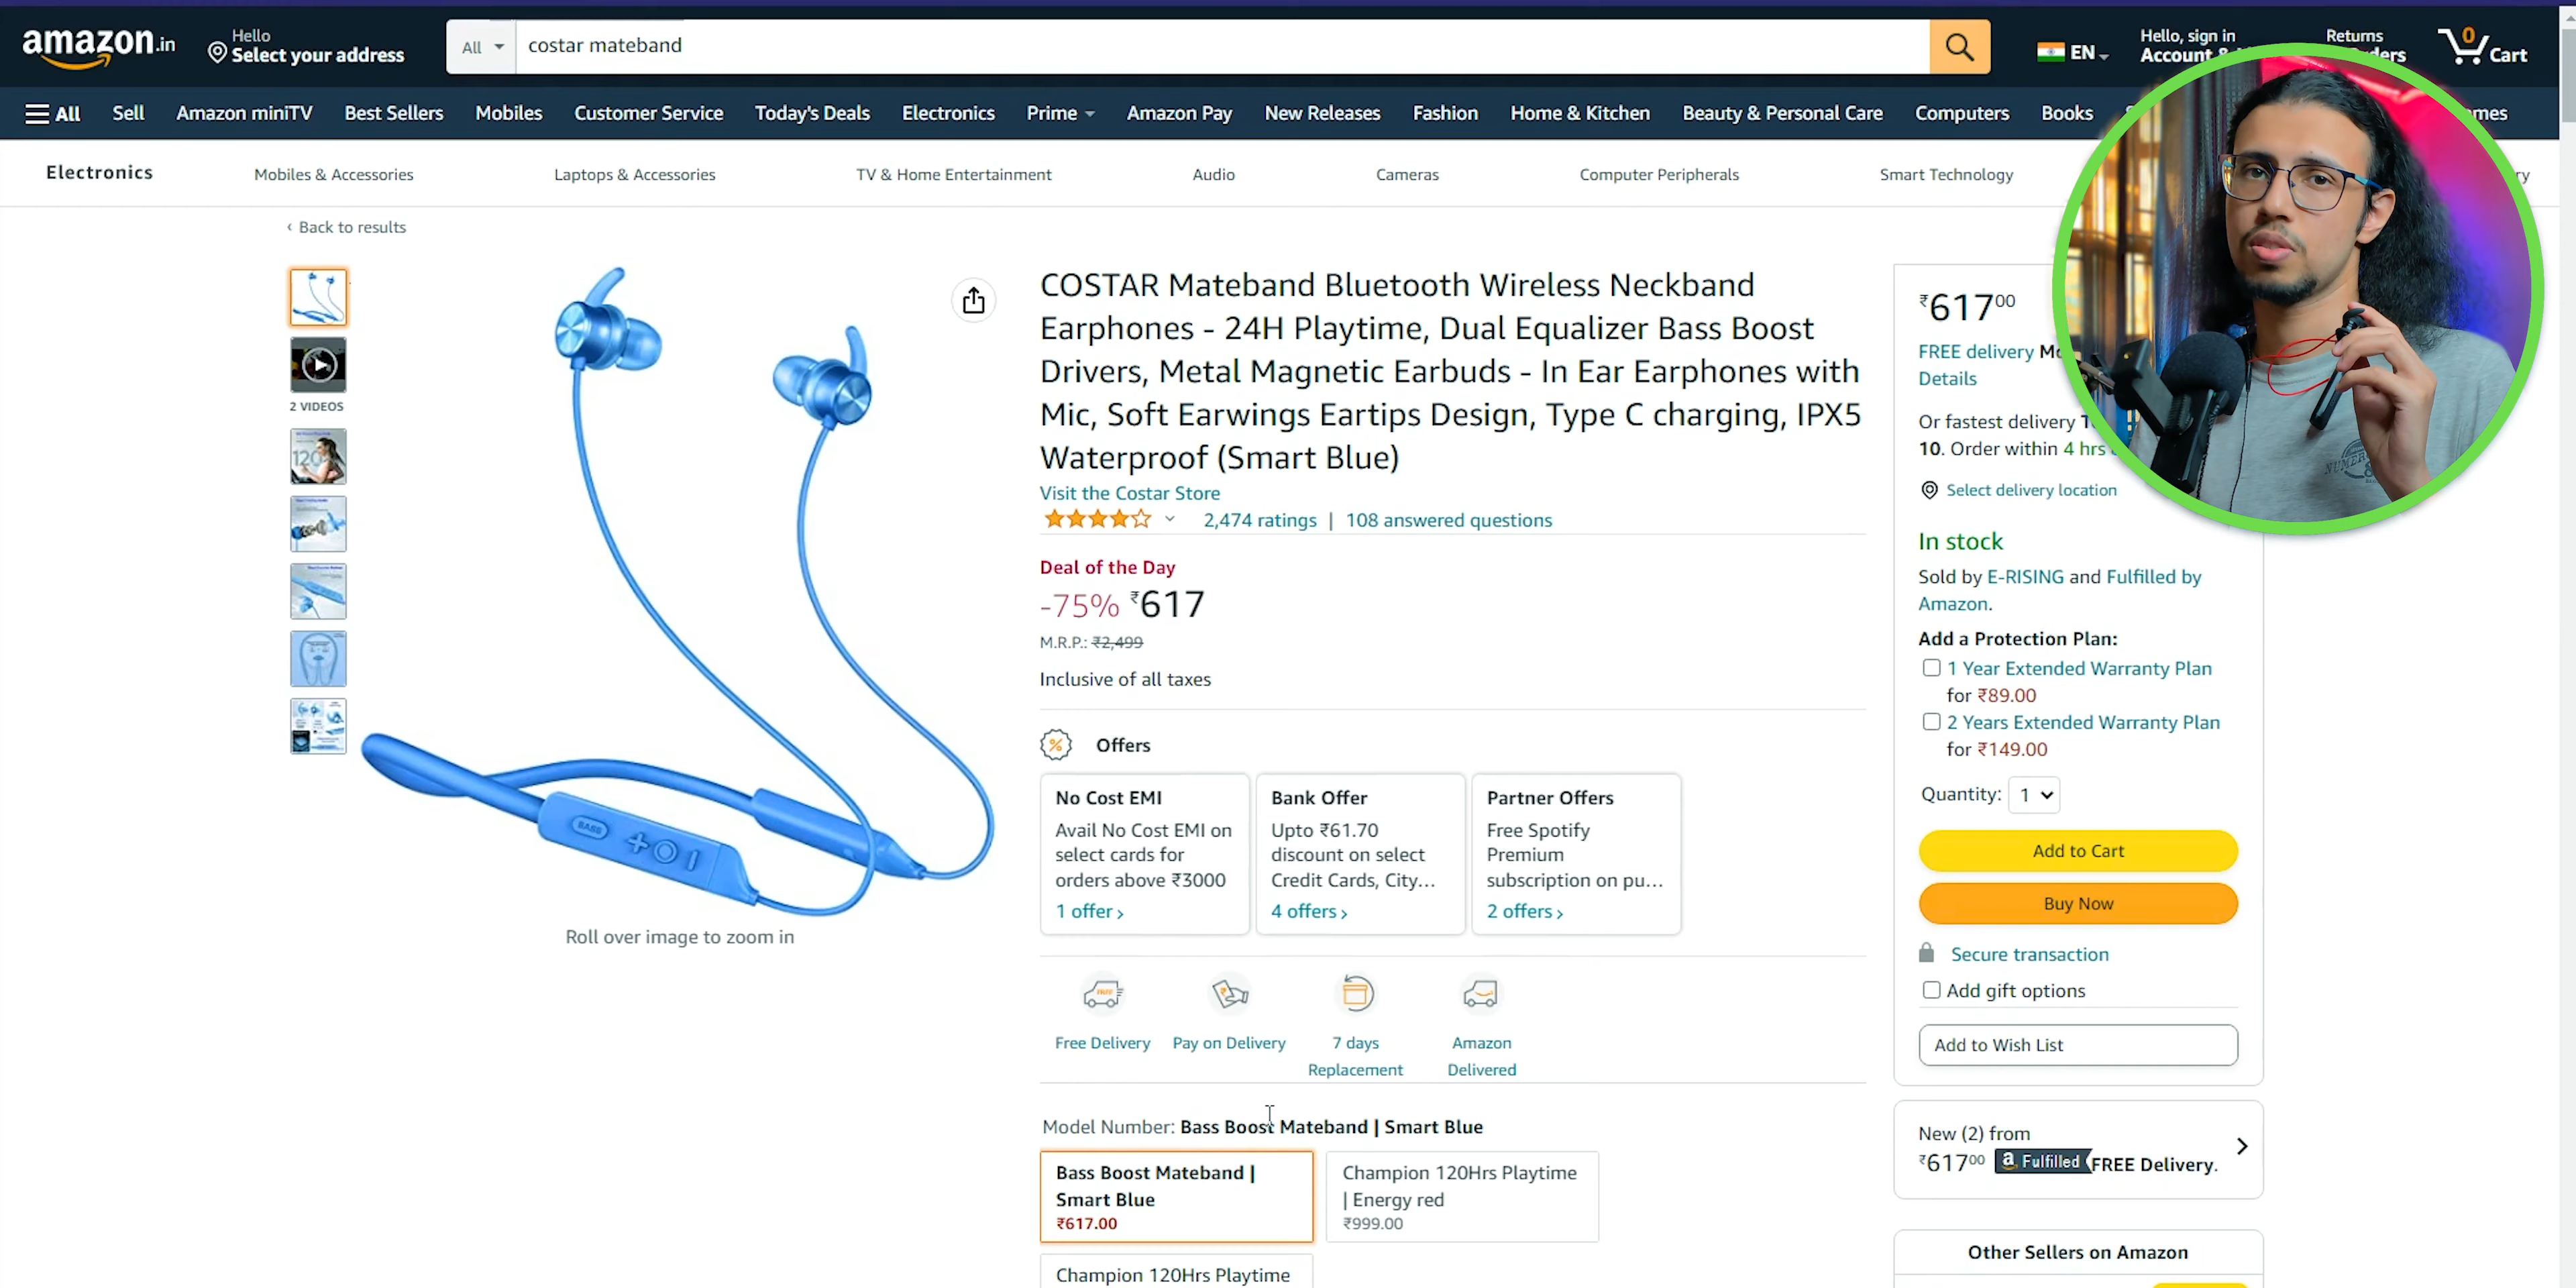 amazon.in
Hello
Select your address
All
costar mateband
EN
Hello, sign in
Returns
Cart
0
All
Sell
Amazon miniTV
Best Sellers
Mobiles
Customer Service
Today's Deals
Electronics
Prime
Amazon Pay
New Releases
Fashion
Home & Kitchen
Beauty & Personal Care
Computers
Books
Electronics
Mobiles & Accessories
Laptops & Accessories
TV & Home Entertainment
Audio
Cameras
Computer Peripherals
Smart Technology
‹ Back to results
2 VIDEOS
120
BASS
Roll over image to zoom in
COSTAR Mateband Bluetooth Wireless Neckband
Earphones - 24H Playtime, Dual Equalizer Bass Boost
Drivers, Metal Magnetic Earbuds - In Ear Earphones with
Mic, Soft Earwings Eartips Design, Type C charging, IPX5
Waterproof (Smart Blue)
Visit the Costar Store
2,474 ratings | 108 answered questions
Deal of the Day
-75% ₹617
M.R.P.: ₹2,499
Inclusive of all taxes
Offers
No Cost EMI
Avail No Cost EMI on
select cards for
orders above ₹3000
1 offer ›
Bank Offer
Upto ₹61.70
discount on select
Credit Cards, City...
4 offers ›
Partner Offers
Free Spotify
Premium
subscription on pu...
2 offers ›
Free Delivery
Pay on Delivery
7 days
Replacement
Amazon
Delivered
Model Number: Bass Boost Mateband | Smart Blue
Bass Boost Mateband |
Smart Blue
₹617.00
Champion 120Hrs Playtime
| Energy red
₹999.00
Champion 120Hrs Playtime
₹617 00
FREE delivery
Details
Or fastest delivery
10. Order within 4 hrs
Select delivery location
In stock
Sold by E-RISING and Fulfilled by
Amazon.
Add a Protection Plan:
1 Year Extended Warranty Plan
for ₹89.00
2 Years Extended Warranty Plan
for ₹149.00
Quantity: 1
Add to Cart
Buy Now
Secure transaction
Add gift options
Add to Wish List
New (2) from
₹617 00 a Fulfilled FREE Delivery.
Other Sellers on Amazon